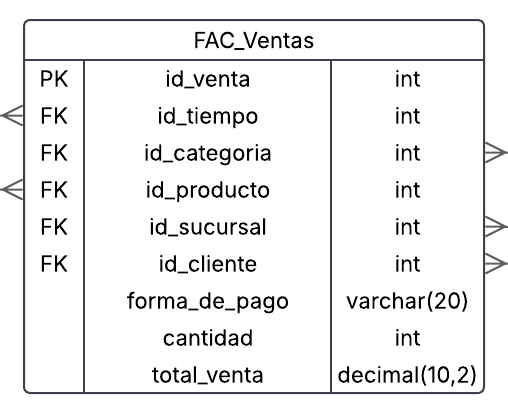 FAC_Ventas
PK id_venta int
FK id_tiempo int
FK id_categoria int
FK id_producto int
FK id_sucursal int
FK id_cliente int
forma_de_pago varchar(20)
cantidad int
total_venta decimal(10,2)